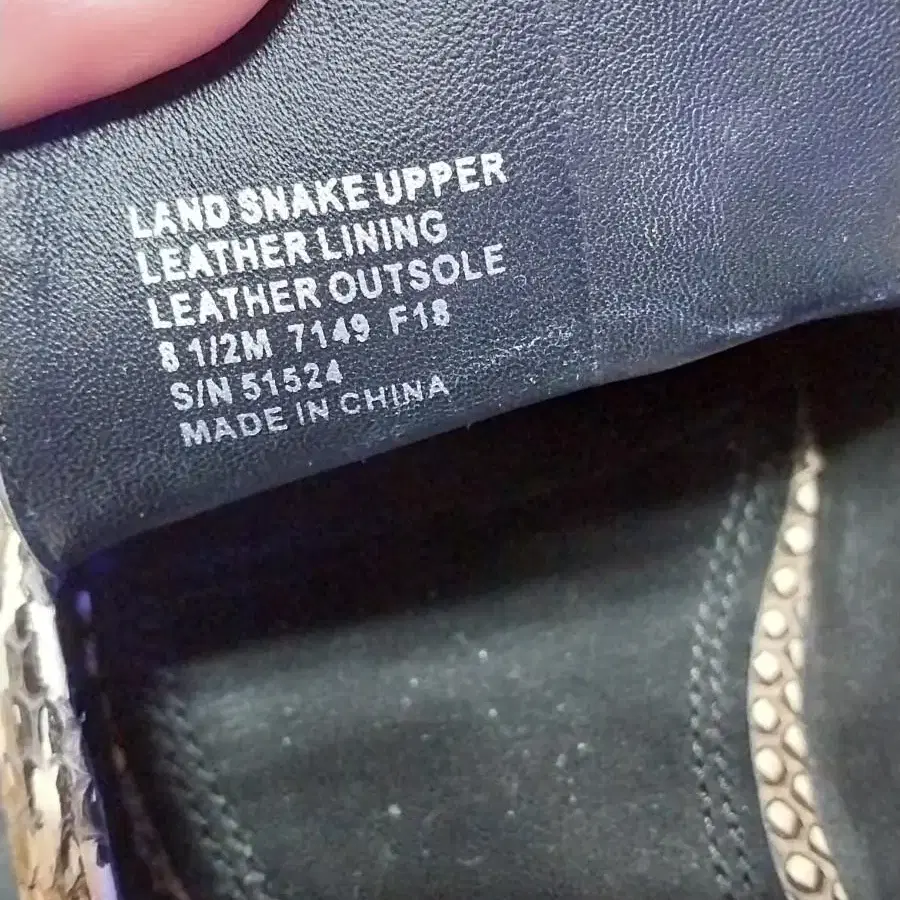 LAND SNAKE UPPER
LEATHER LINING
LEATHER OUTSOLE
8 1/2M 7149 F18
S/N 51524
MADE IN CHINA